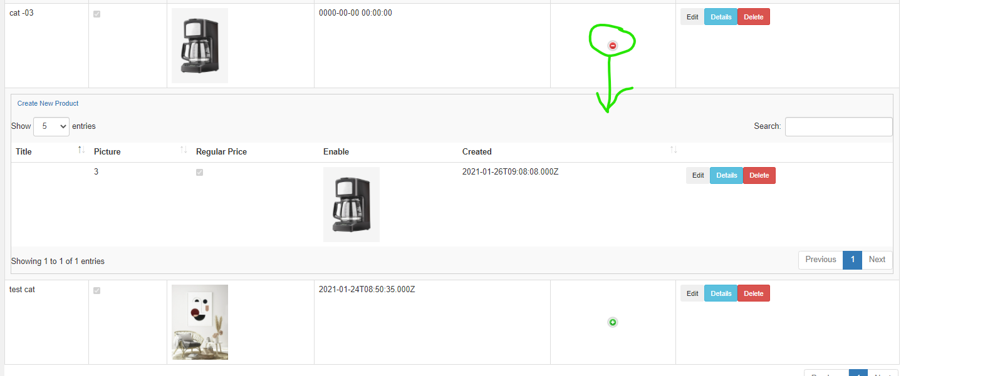 cat -03 0000-00-00 00:00:00 Edit Details Delete
Create New Product
Show 5 entries Search:
Title Picture Regular Price Enable Created
3 2021-01-26T09:08:08.000Z Edit Details Delete
Showing 1 to 1 of 1 entries Previous 1 Next
test cat 2021-01-24T08:50:35.000Z Edit Details Delete